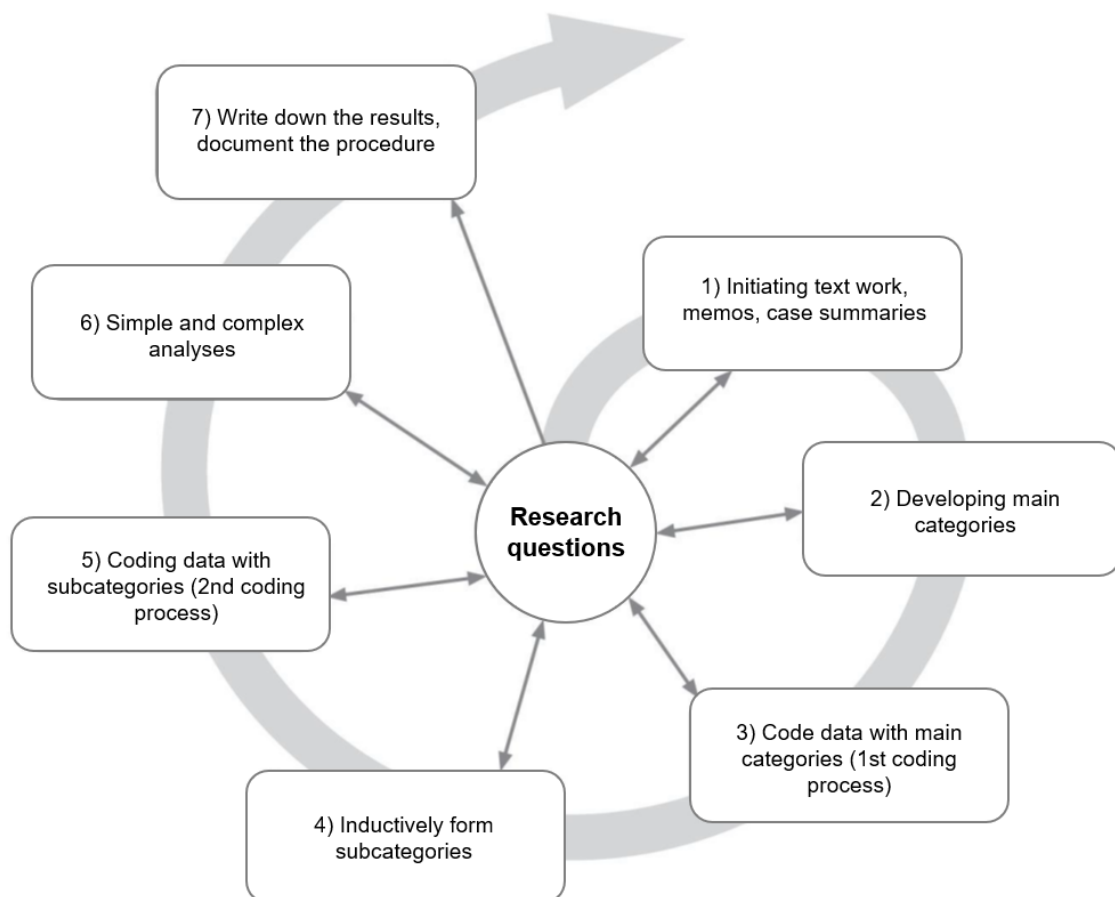 7) Write down the results,
document the procedure
1) Initiating text work,
memos, case summaries
6) Simple and complex
analyses
2) Developing main
categories
Research
questions
5) Coding data with
subcategories (2nd coding
process)
3) Code data with main
categories (1st coding
process)
4) Inductively form
subcategories